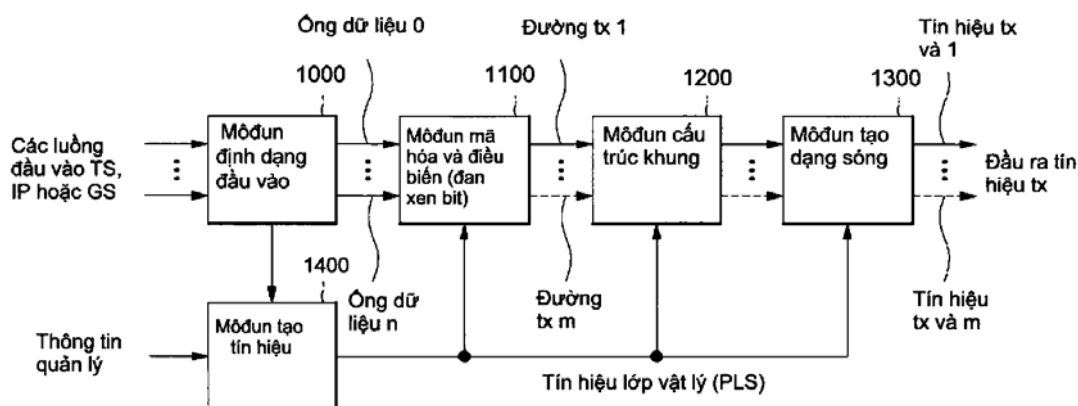 Ống dữ liệu 0
Đường tx 1
Tín hiệu tx
và 1
1000
1100
1200
1300
Các luồng
đầu vào TS,
IP hoặc GS
Môđun
định dạng
đầu vào
Môđun mã
hóa và điều
biến (đan
xen bit)
Môđun cấu
trúc khung
Môđun tạo
dạng sóng
Đầu ra tín
hiệu tx
1400
Ống dữ
liệu n
Đường
tx m
Tín hiệu
tx và m
Thông tin
quản lý
Môđun tạo
tín hiệu
Tín hiệu lớp vật lý (PLS)